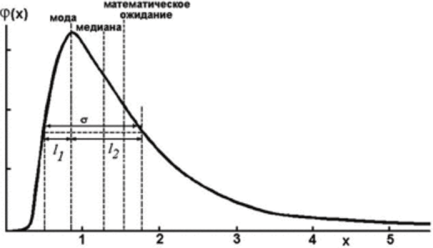 математическое
мода
ожидание
φ(x)
медиана
σ
l1
l2
1 2 3 4 x 5